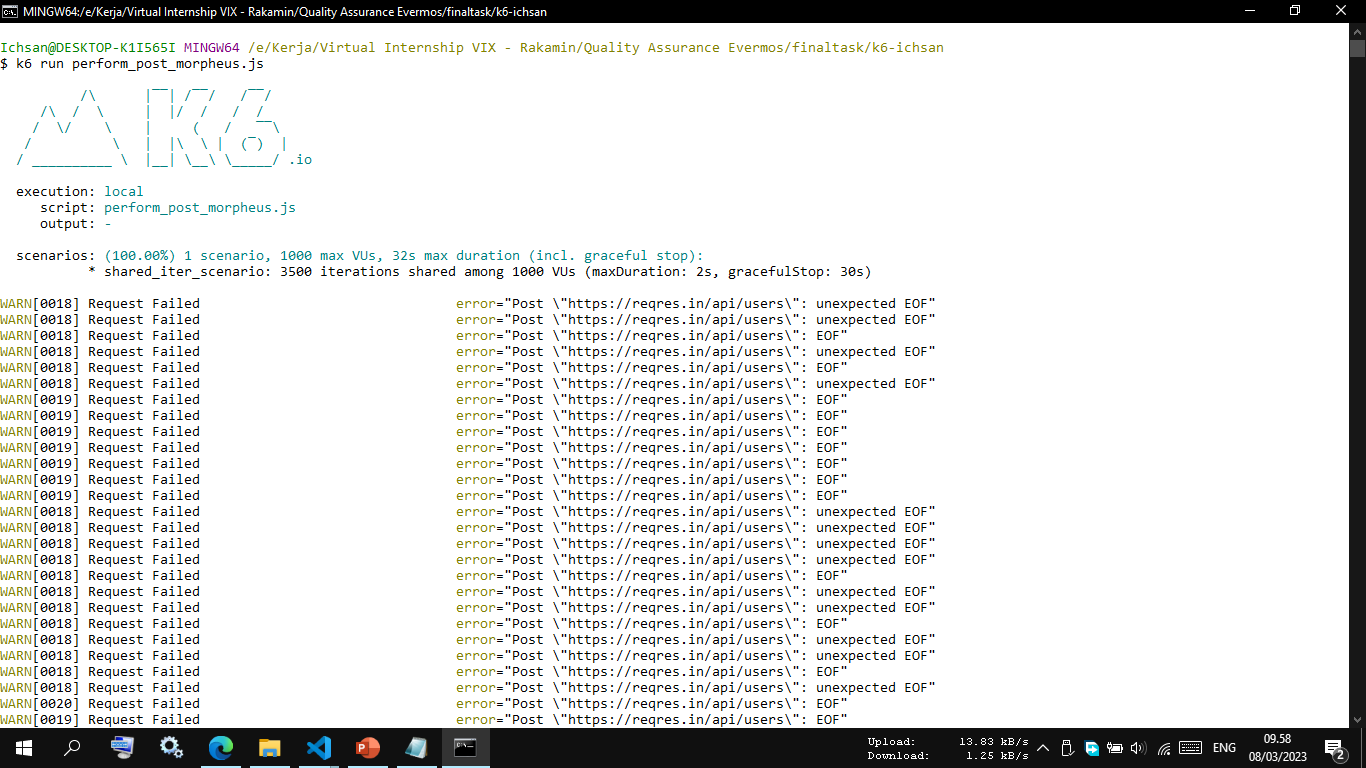 MINGW64:/e/Kerja/Virtual Internship VIX - Rakamin/Quality Assurance Evermos/finaltask/k6-ichsan
Ichsan@DESKTOP-K1I565I MINGW64 /e/Kerja/Virtual Internship VIX - Rakamin/Quality Assurance Evermos/finaltask/k6-ichsan
$ k6 run perform_post_morpheus.js
K6
.io
execution: local
script: perform_post_morpheus.js
output: -
scenarios: (100.00%) 1 scenario, 1000 max VUs, 32s max duration (incl. graceful stop):
* shared_iter_scenario: 3500 iterations shared among 1000 VUs (maxDuration: 2s, gracefulStop: 30s)
WARN[0018] Request Failed error="Post \"https://reqres.in/api/users\": unexpected EOF"
WARN[0018] Request Failed error="Post \"https://reqres.in/api/users\": unexpected EOF"
WARN[0018] Request Failed error="Post \"https://reqres.in/api/users\": EOF"
WARN[0018] Request Failed error="Post \"https://reqres.in/api/users\": unexpected EOF"
WARN[0018] Request Failed error="Post \"https://reqres.in/api/users\": EOF"
WARN[0018] Request Failed error="Post \"https://reqres.in/api/users\": unexpected EOF"
WARN[0019] Request Failed error="Post \"https://reqres.in/api/users\": EOF"
WARN[0019] Request Failed error="Post \"https://reqres.in/api/users\": EOF"
WARN[0019] Request Failed error="Post \"https://reqres.in/api/users\": EOF"
WARN[0019] Request Failed error="Post \"https://reqres.in/api/users\": EOF"
WARN[0019] Request Failed error="Post \"https://reqres.in/api/users\": EOF"
WARN[0019] Request Failed error="Post \"https://reqres.in/api/users\": EOF"
WARN[0019] Request Failed error="Post \"https://reqres.in/api/users\": EOF"
WARN[0018] Request Failed error="Post \"https://reqres.in/api/users\": unexpected EOF"
WARN[0018] Request Failed error="Post \"https://reqres.in/api/users\": unexpected EOF"
WARN[0018] Request Failed error="Post \"https://reqres.in/api/users\": unexpected EOF"
WARN[0018] Request Failed error="Post \"https://reqres.in/api/users\": unexpected EOF"
WARN[0018] Request Failed error="Post \"https://reqres.in/api/users\": EOF"
WARN[0018] Request Failed error="Post \"https://reqres.in/api/users\": unexpected EOF"
WARN[0018] Request Failed error="Post \"https://reqres.in/api/users\": unexpected EOF"
WARN[0018] Request Failed error="Post \"https://reqres.in/api/users\": EOF"
WARN[0018] Request Failed error="Post \"https://reqres.in/api/users\": unexpected EOF"
WARN[0018] Request Failed error="Post \"https://reqres.in/api/users\": unexpected EOF"
WARN[0018] Request Failed error="Post \"https://reqres.in/api/users\": EOF"
WARN[0018] Request Failed error="Post \"https://reqres.in/api/users\": unexpected EOF"
WARN[0020] Request Failed error="Post \"https://reqres.in/api/users\": EOF"
WARN[0019] Request Failed error="Post \"https://reqres.in/api/users\": EOF"
Upload: 13.83 kB/s
Download: 1.25 kB/s
ENG
09.58
08/03/2023
2